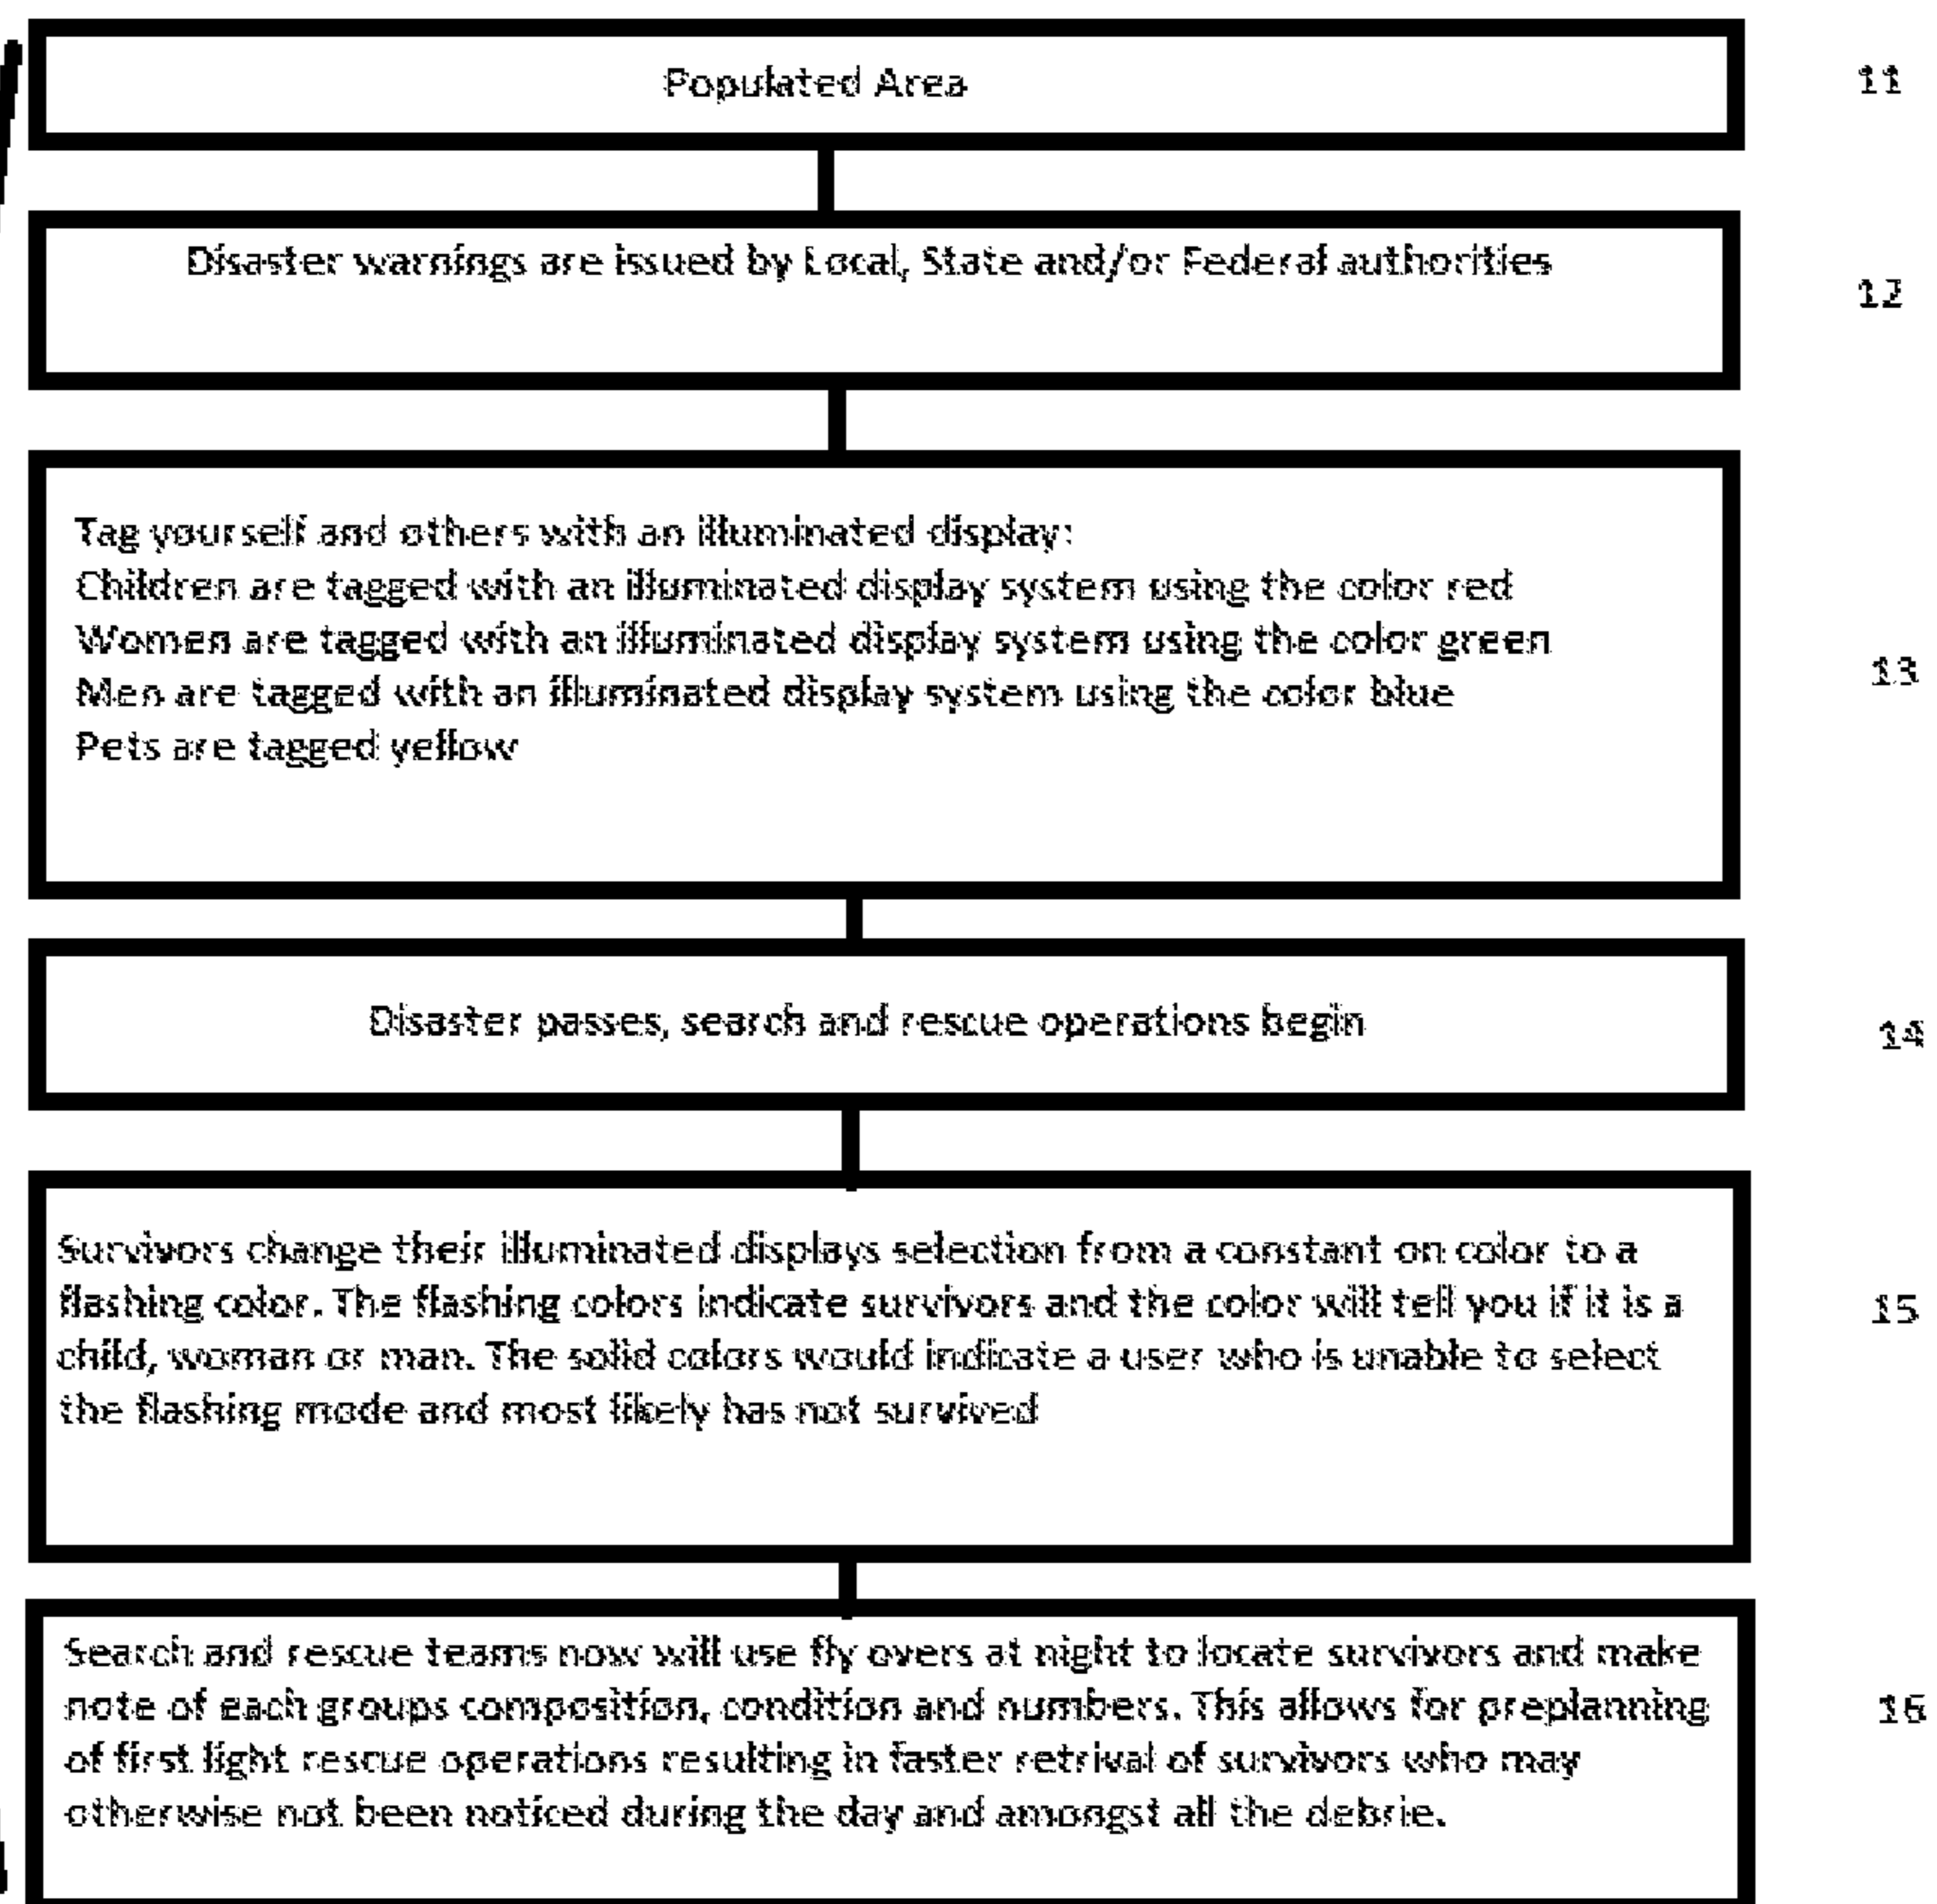 Populated Area
11
Disaster warnings are issued by Local, State and/or Federal authorities
12
Tag yourself and others with an illuminated display:
Children are tagged with an illuminated display system using the color red
Women are tagged with an illuminated display system using the color green
Men are tagged with an illuminated display system using the color blue
Pets are tagged yellow
13
Disaster passes, search and rescue operations begin
14
Survivors change their illuminated displays selection from a constant on color to a
flashing color. The flashing colors indicate survivors and the color will tell you if it is a
child, woman or man. The solid colors would indicate a user who is unable to select
the flashing mode and most likely has not survived
15
Search and rescue teams now will use fly overs at night to locate survivors and make
note of each groups composition, condition and numbers. This allows for preplanning
of first light rescue operations resulting in faster retrival of survivors who may
otherwise not been noticed during the day and amongst all the debrie.
16